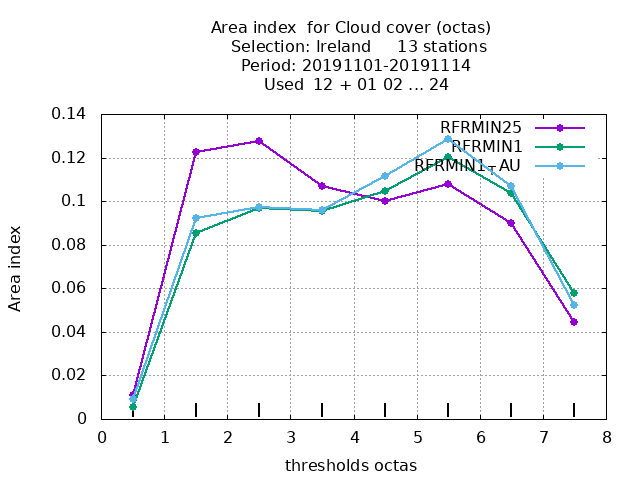 Area index  for Cloud cover (octas)
Selection: Ireland     13 stations
Period: 20191101-20191114
Used  12 + 01 02 ... 24
0.14
0.12
0.1
0.08
0.06
0.04
0.02
0
Area index
RFRMIN25
RFRMIN1
RFRMIN1TAU
0 1 2 3 4 5 6 7 8
thresholds octas